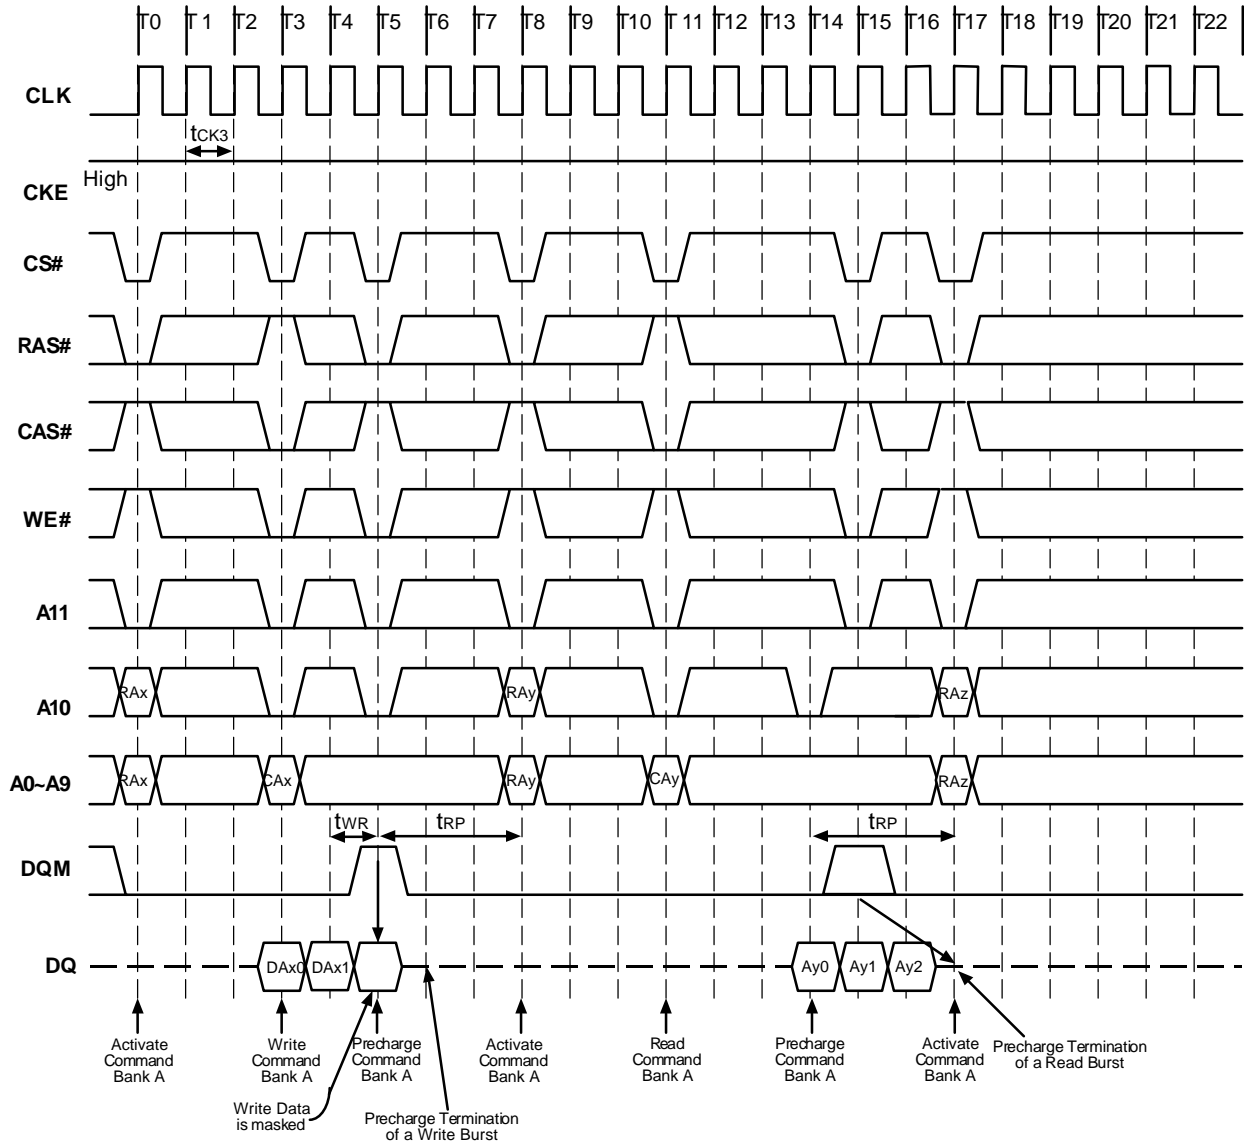 T0 T1 T2 T3 T4 T5 T6 T7 T8 T9 T10 T11 T12 T13 T14 T15 T16 T17 T18 T19 T20 T21 T22
CLK
tCK3
High
CKE
CS#
RAS#
CAS#
WE#
A11
RAx RAy RAz
A10
RAx CAx RAy CAy RAz
A0~A9
tWR tRP tRP
DQM
DQ
DAx0 DAx1 Ay0 Ay1 Ay2
Activate
Command
Bank A
Write
Command
Bank A
Precharge
Command
Bank A
Activate
Command
Bank A
Read
Command
Bank A
Precharge
Command
Bank A
Activate
Command
Bank A
Precharge Termination
of a Read Burst
Write Data
is masked
Precharge Termination
of a Write Burst